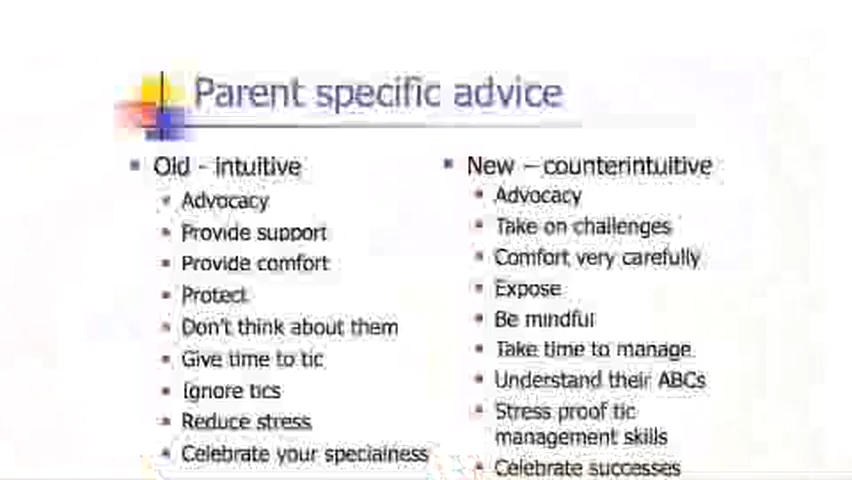 Parent specific advice
Old - intuitive
Advocacy
Provide support
Provide comfort
Protect
Don't think about them
Give time to tic
Ignore tics
Reduce stress
Celebrate your specialness
New – counterintuitive
Advocacy
Take on challenges
Comfort very carefully
Expose
Be mindful
Take time to manage
Understand their ABCs
Stress proof tic
management skills
Celebrate successes